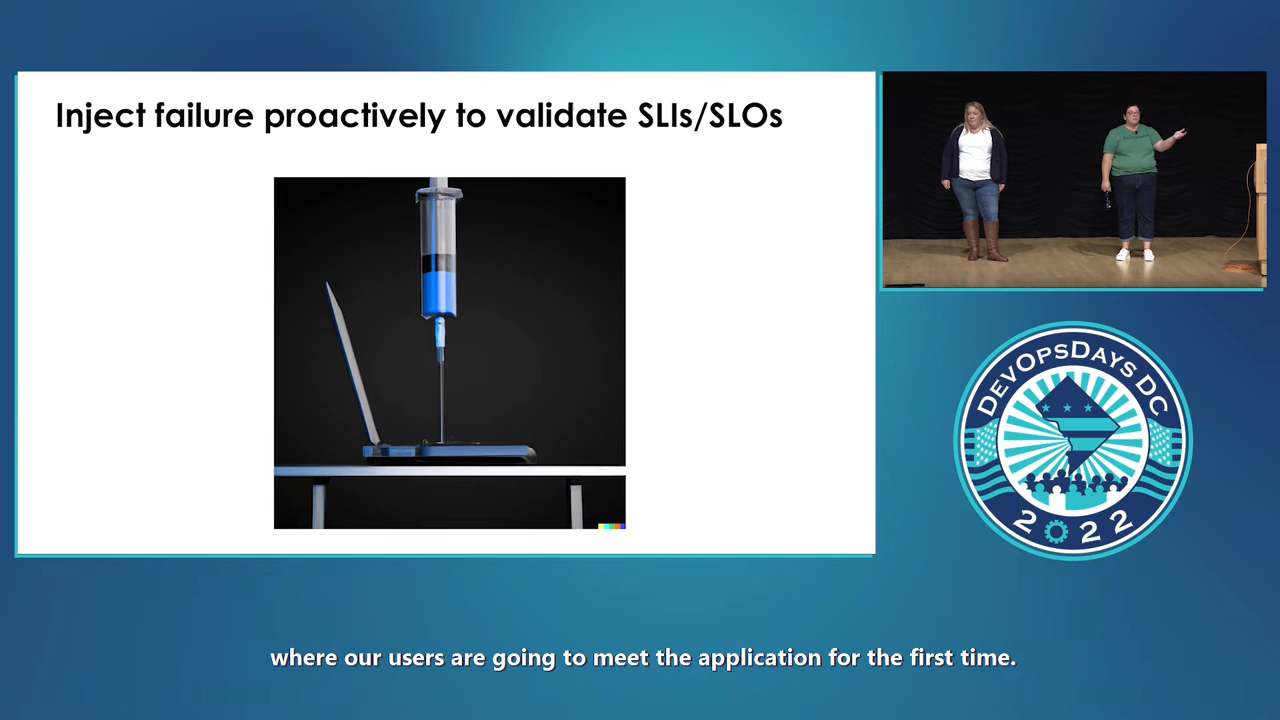 Inject failure proactively to validate SLIs/SLOs
DEVOPSDAYS DC
2022
where our users are going to meet the application for the first time.